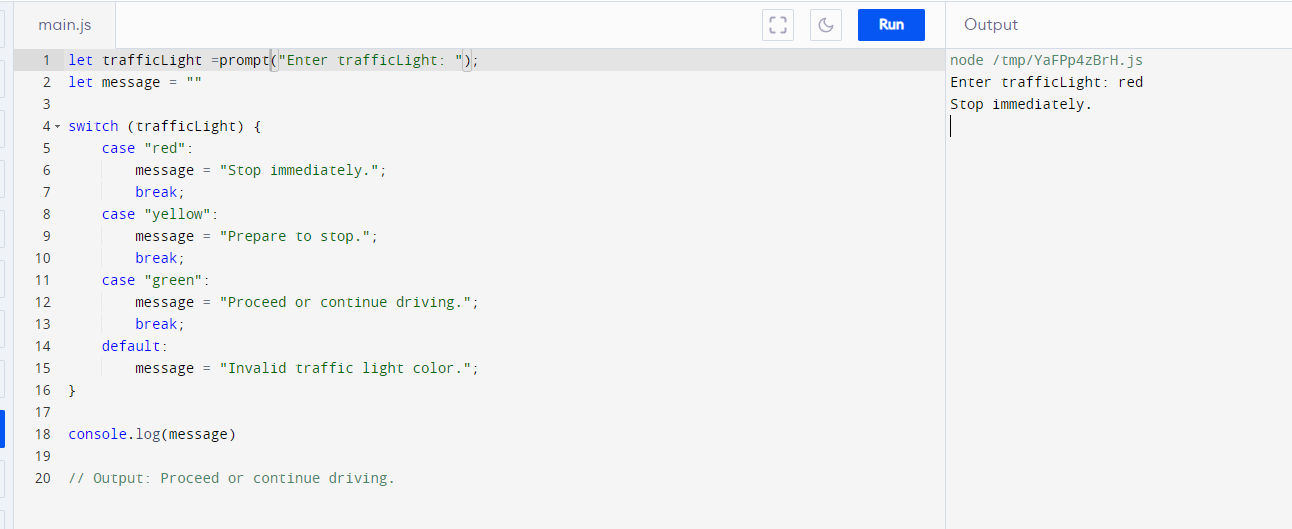 main.js Run Output
1 let trafficLight =prompt("Enter trafficLight: ");
2 let message = ""
3
4 switch (trafficLight) {
5     case "red":
6         message = "Stop immediately.";
7         break;
8     case "yellow":
9         message = "Prepare to stop.";
10         break;
11     case "green":
12         message = "Proceed or continue driving.";
13         break;
14     default:
15         message = "Invalid traffic light color.";
16 }
17
18 console.log(message)
19
20 // Output: Proceed or continue driving.
node /tmp/YaFPp4zBrH.js
Enter trafficLight: red
Stop immediately.